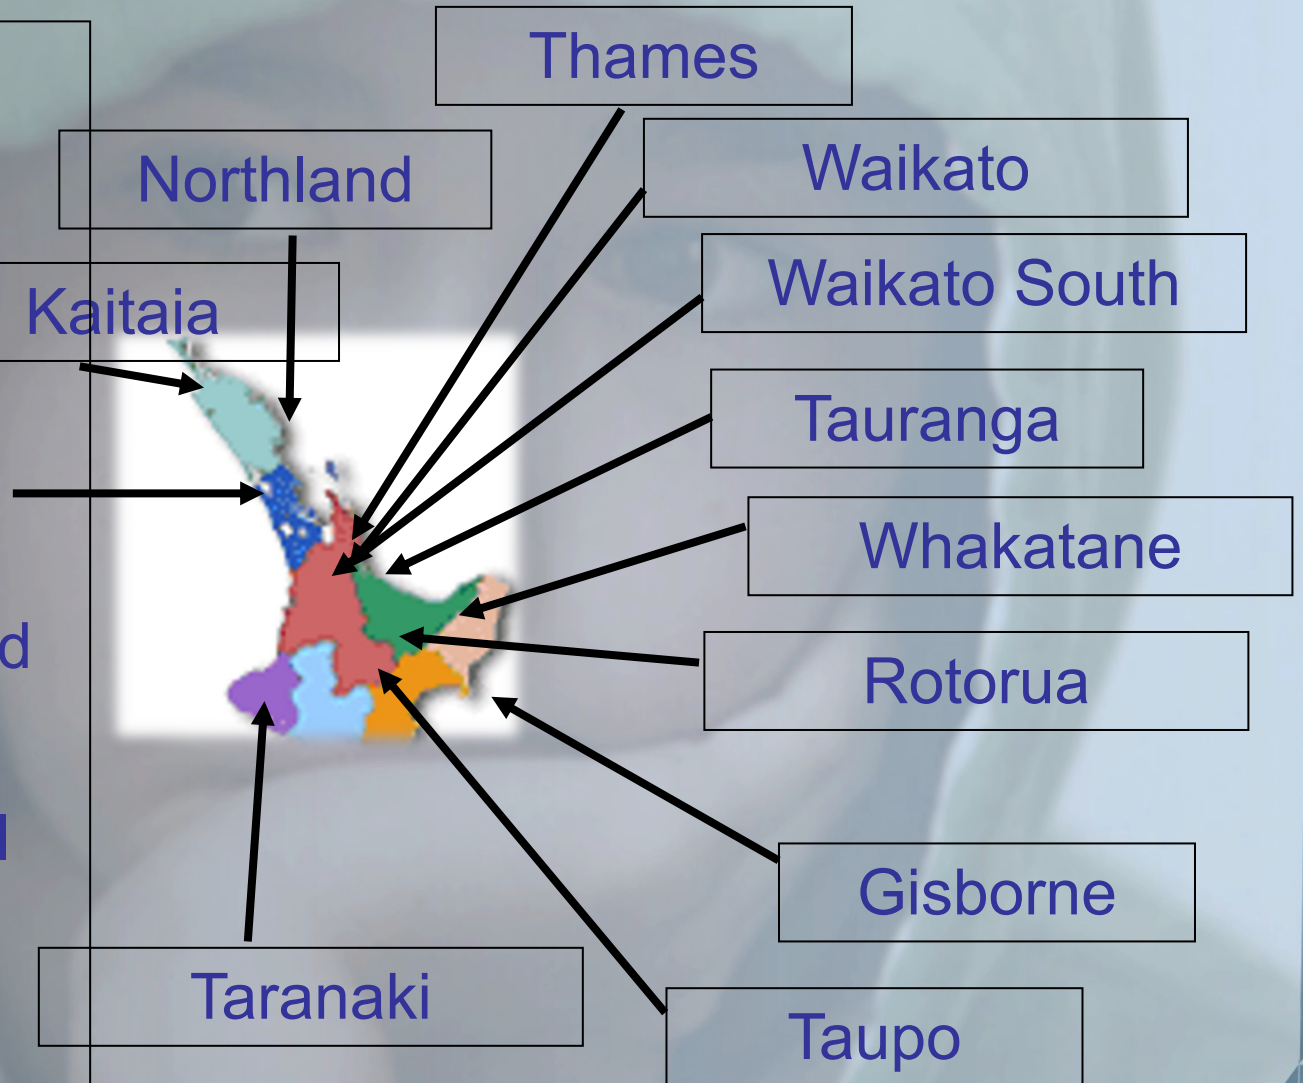 Thames
Northland
Waikato
Waikato South
Kaitaia
Tauranga
Whakatane
Rotorua
Gisborne
Taranaki
Taupo